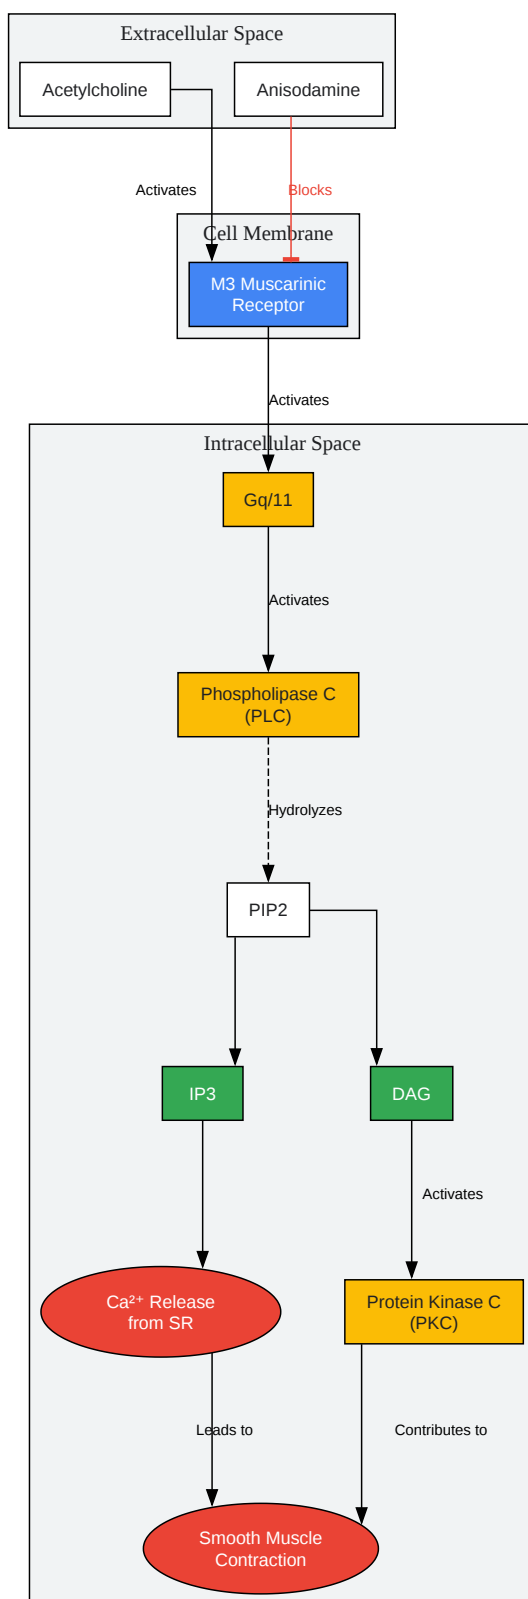 Extracellular Space
Acetylcholine
Anisodamine
Activates
Blocks
Cell Membrane
M3 Muscarinic
Receptor
Activates
Intracellular Space
Gq/11
Activates
Phospholipase C
(PLC)
Hydrolyzes
PIP2
IP3
DAG
Activates
Ca²⁺ Release
from SR
Protein Kinase C
(PKC)
Leads to
Contributes to
Smooth Muscle
Contraction